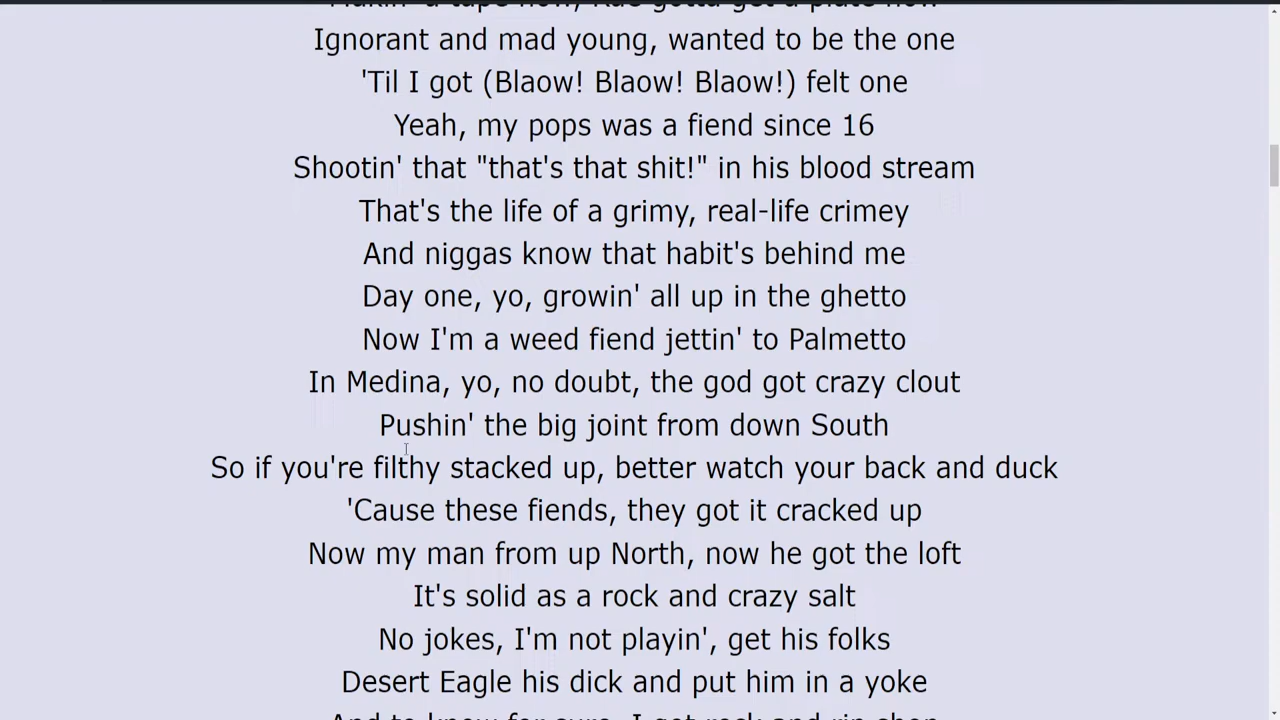 Ignorant and mad young, wanted to be the one
'Til I got (Blaow! Blaow! Blaow!) felt one
Yeah, my pops was a fiend since 16
Shootin' that "that's that shit!" in his blood stream
That's the life of a grimy, real-life crimey
And niggas know that habit's behind me
Day one, yo, growin' all up in the ghetto
Now I'm a weed fiend jettin' to Palmetto
In Medina, yo, no doubt, the god got crazy clout
Pushin' the big joint from down South
So if you're filthy stacked up, better watch your back and duck
'Cause these fiends, they got it cracked up
Now my man from up North, now he got the loft
It's solid as a rock and crazy salt
No jokes, I'm not playin', get his folks
Desert Eagle his dick and put him in a yoke